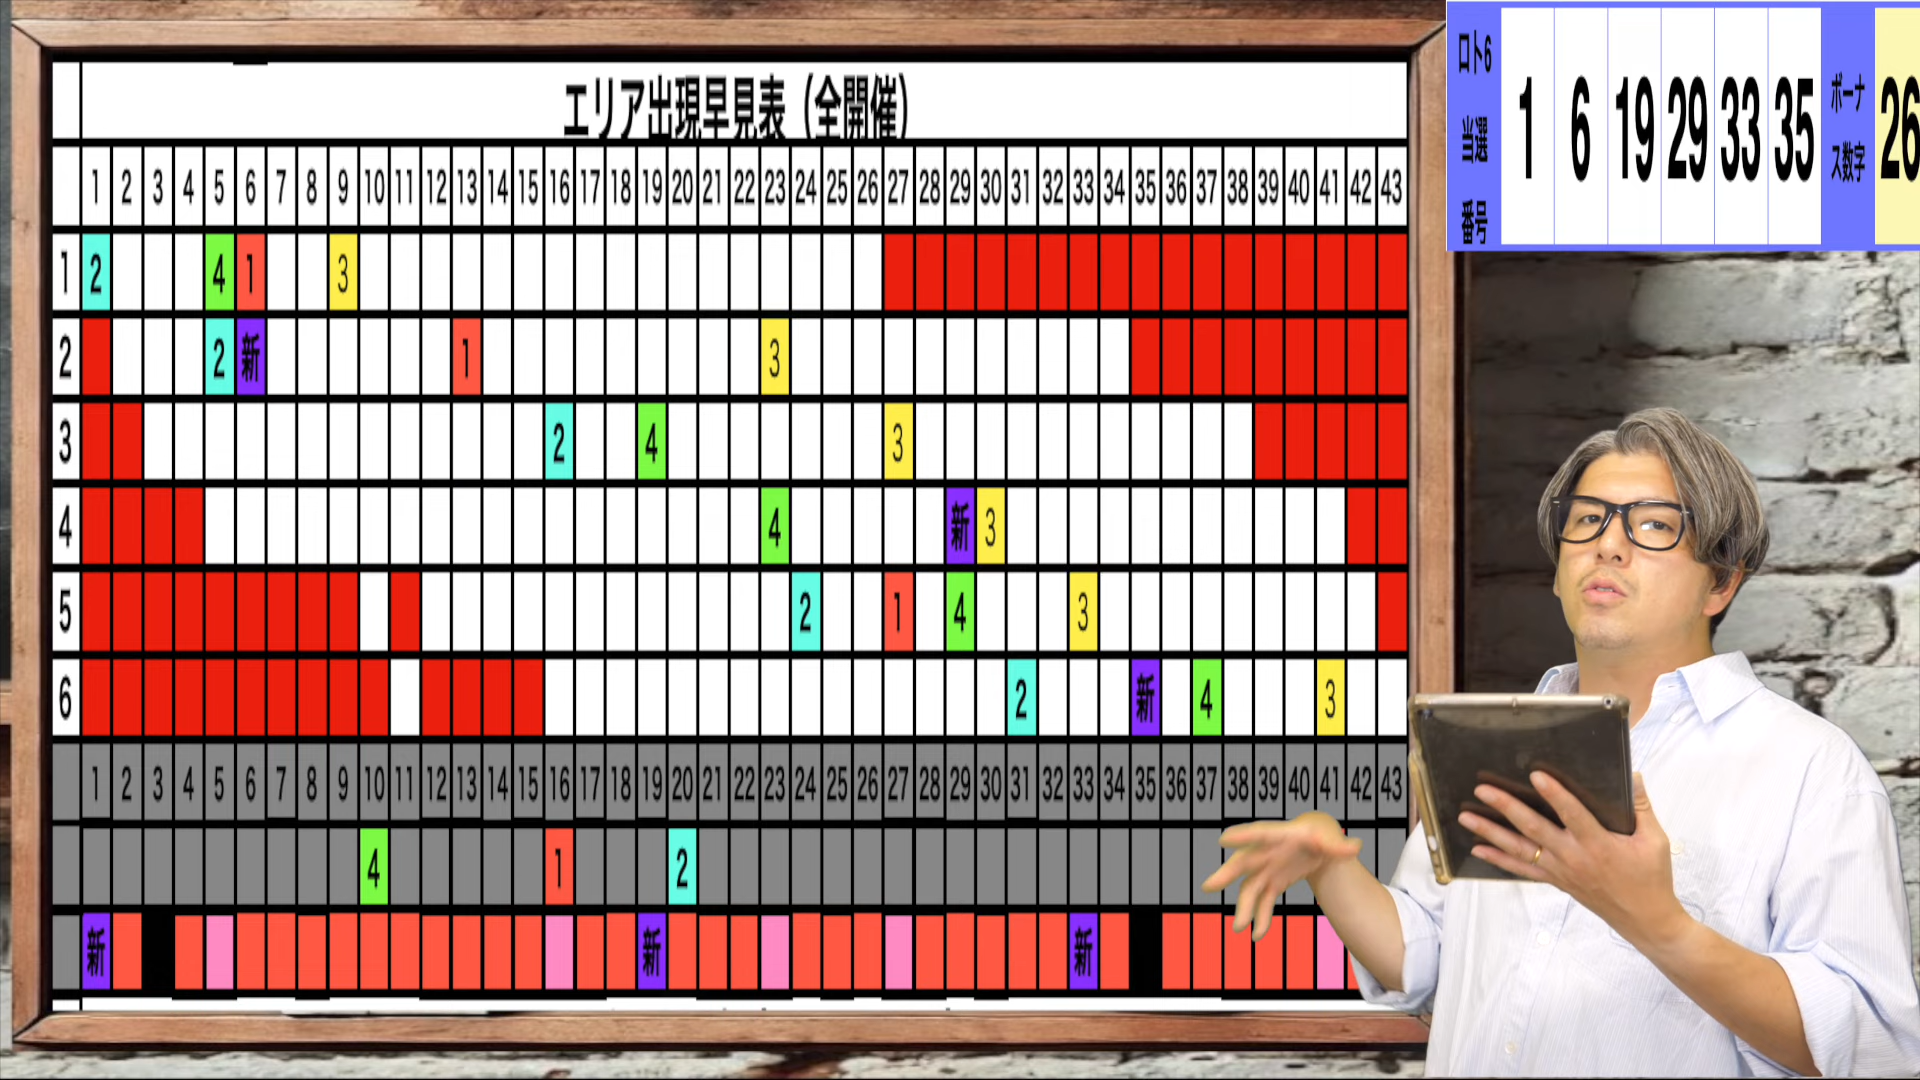 エリア出現早見表（全開催）
1 2 3 4 5 6 7 8 9 10 11 12 13 14 15 16 17 18 19 20 21 22 23 24 25 26 27 28 29 30 31 32 33 34 35 36 37 38 39 40 41 42 43
1 2 4 1 3
2 2 新 1 3
3 2 4 3
4 4 新 3
5 2 1 4 3
6 2 新 4 3
1 2 3 4 5 6 7 8 9 10 11 12 13 14 15 16 17 18 19 20 21 22 23 24 25 26 27 28 29 30 31 32 33 34 35 36 37 38 39 40 41 42 43
4 1 2
新 新 新
ロト6
当選
番号
1 6 19 29 33 35
ボーナ
ス数字
26